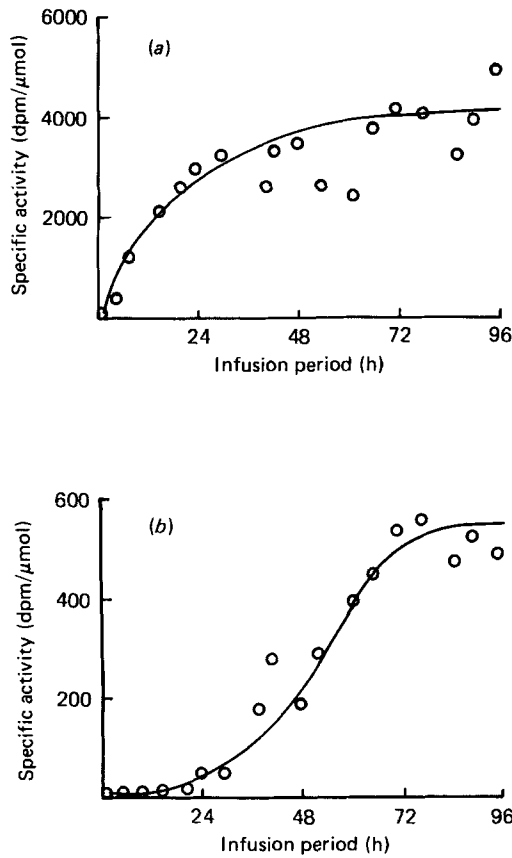 6000
(a)
4000
2000
Specific activity (dpm/μmol)
24
48
72
96
Infusion period (h)
600
(b)
400
200
Specific activity (dpm/μmol)
24
48
72
96
Infusion period (h)